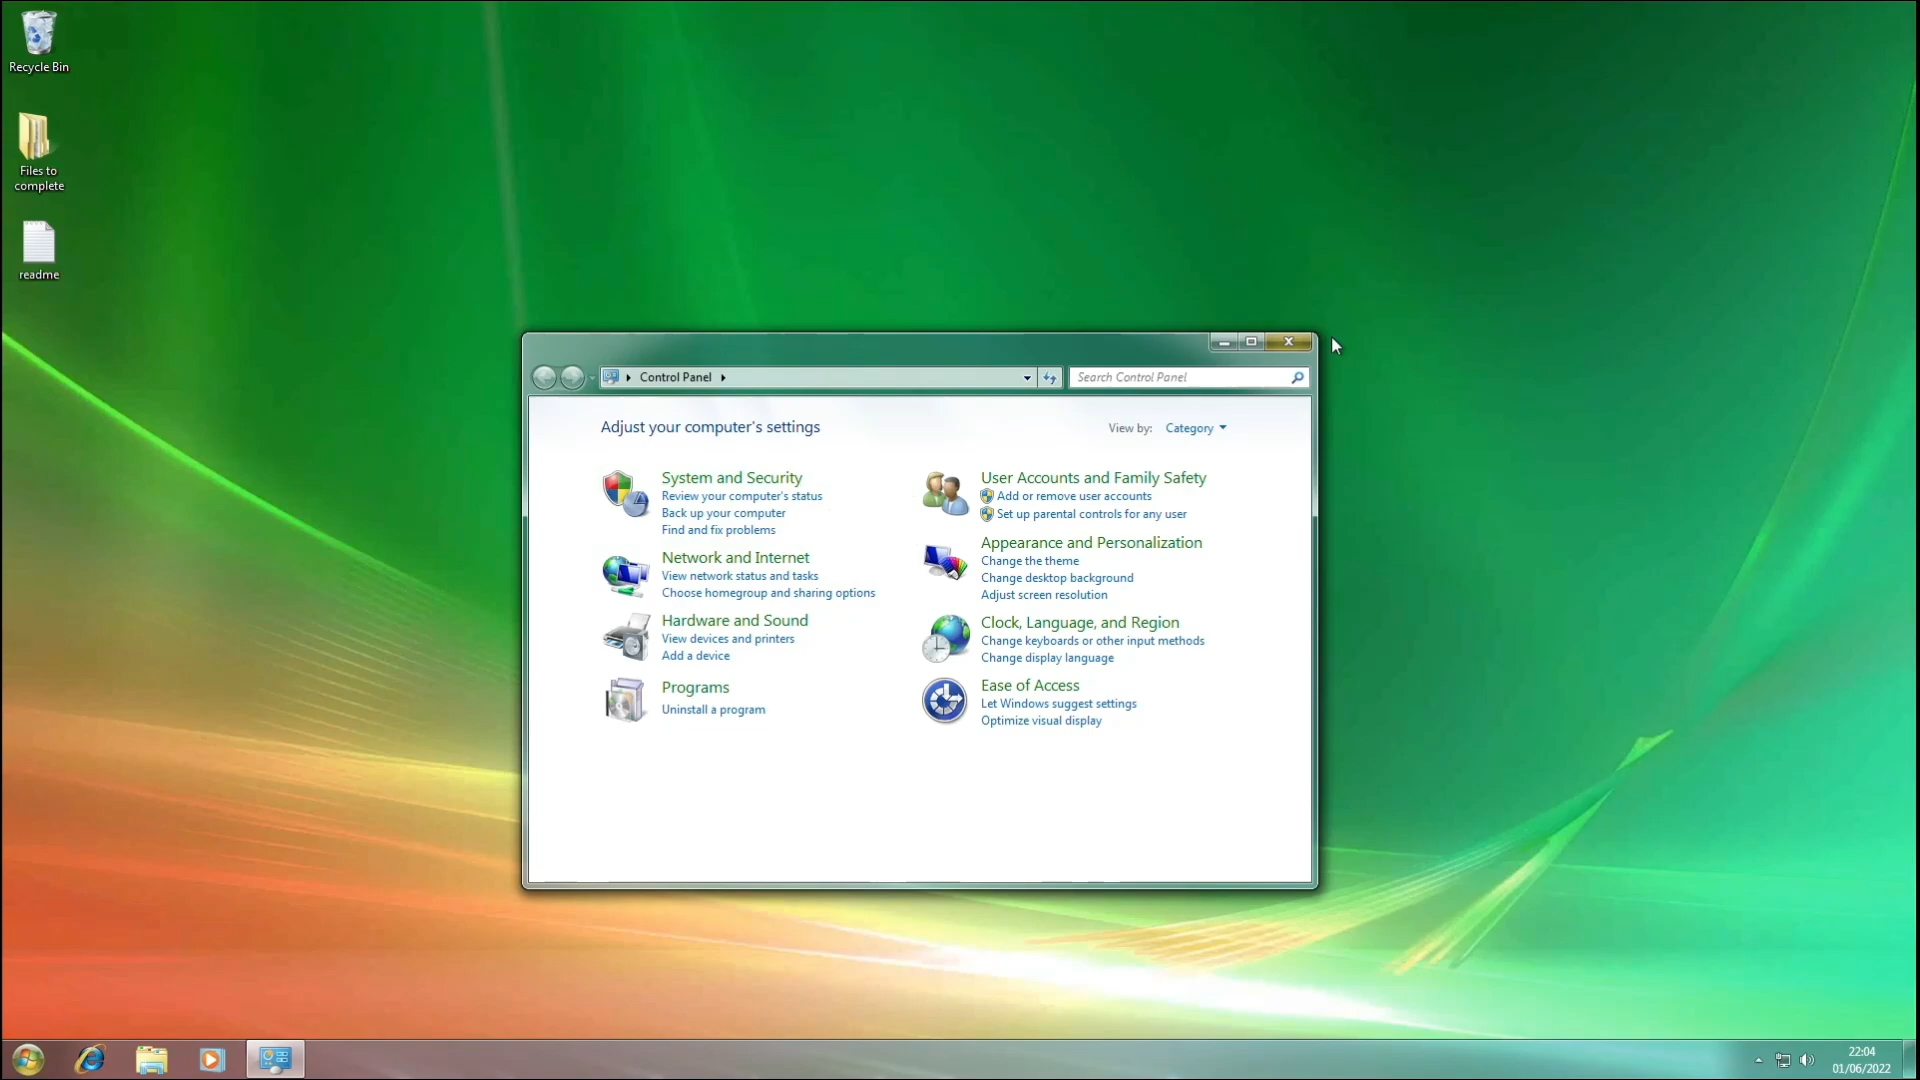 Recycle Bin
Files to
complete
readme
Control Panel
Search Control Panel
Adjust your computer's settings
View by: Category
System and Security
Review your computer's status
Back up your computer
Find and fix problems
Network and Internet
View network status and tasks
Choose homegroup and sharing options
Hardware and Sound
View devices and printers
Add a device
Programs
Uninstall a program
User Accounts and Family Safety
Add or remove user accounts
Set up parental controls for any user
Appearance and Personalization
Change the theme
Change desktop background
Adjust screen resolution
Clock, Language, and Region
Change keyboards or other input methods
Change display language
Ease of Access
Let Windows suggest settings
Optimize visual display
22:04
01/06/2022